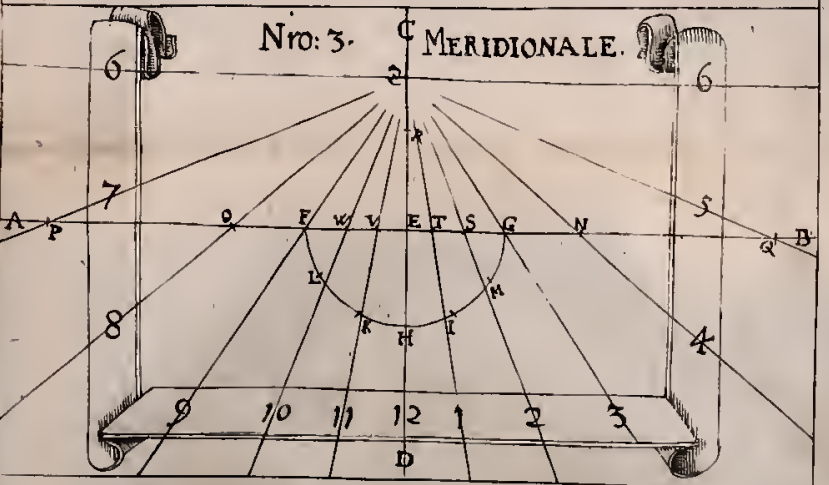 Nro: 3. C MERIDIONALE.
6 Z 6
R
7 5
A P O F W V E T S G N Q B
L M
K I
H
8 4
9 10 11 12 1 2 3
D